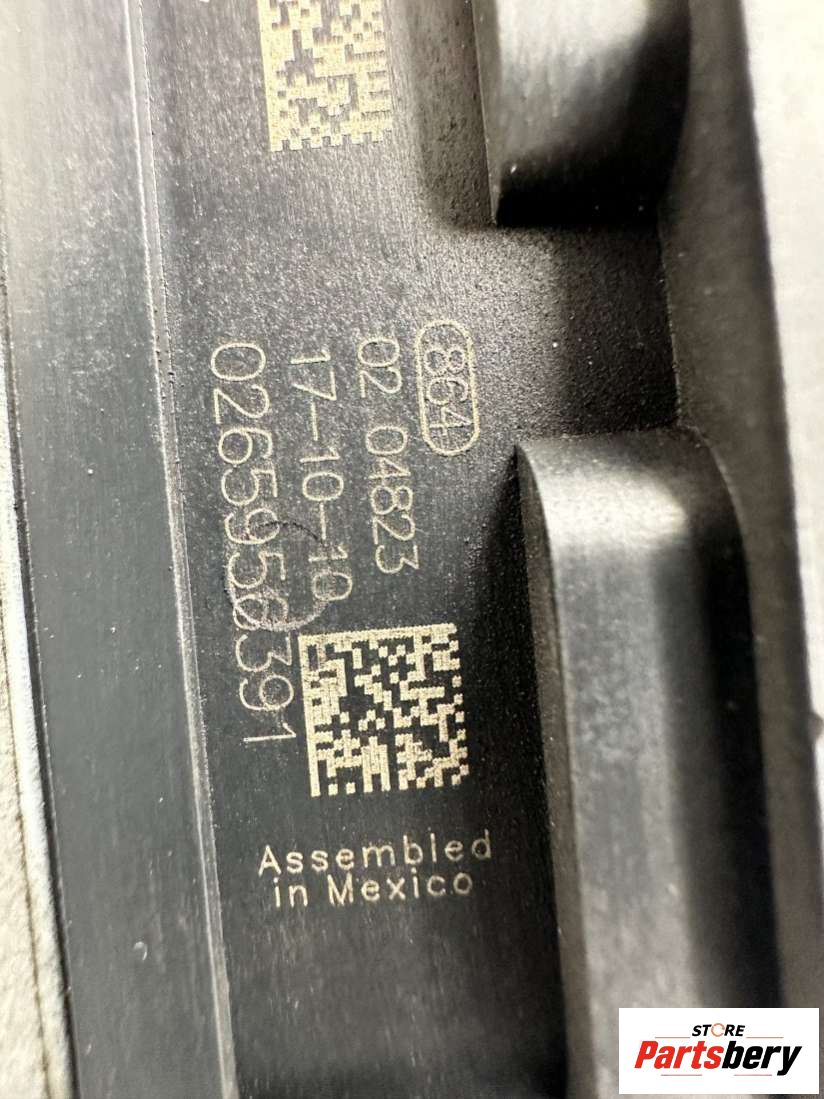 864
02 04823
17-10-10
0265956391
Assembled
in Mexico
STORE
Partsbery